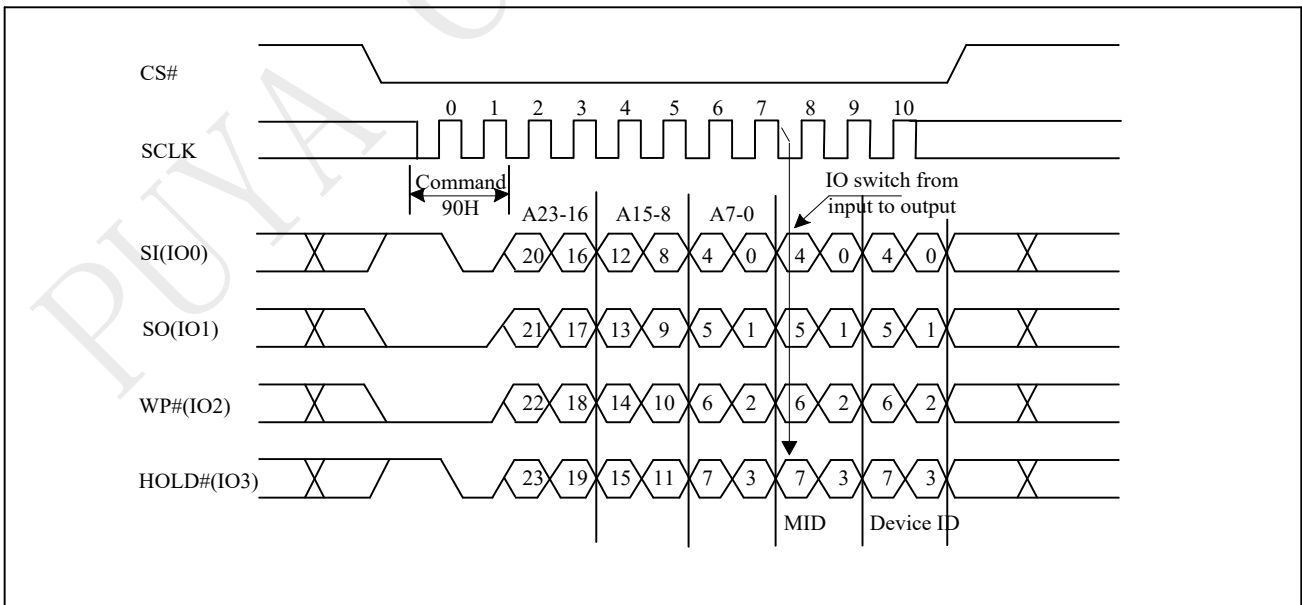 PUYA
CS#
0 1 2 3 4 5 6 7 8 9 10
SCLK
Command
90H
IO switch from
input to output
A23-16 A15-8 A7-0
SI(IO0) 20 16 12 8 4 0 4 0 4 0
SO(IO1) 21 17 13 9 5 1 5 1 5 1
WP#(IO2) 22 18 14 10 6 2 6 2 6 2
HOLD#(IO3) 23 19 15 11 7 3 7 3 7 3
MID Device ID